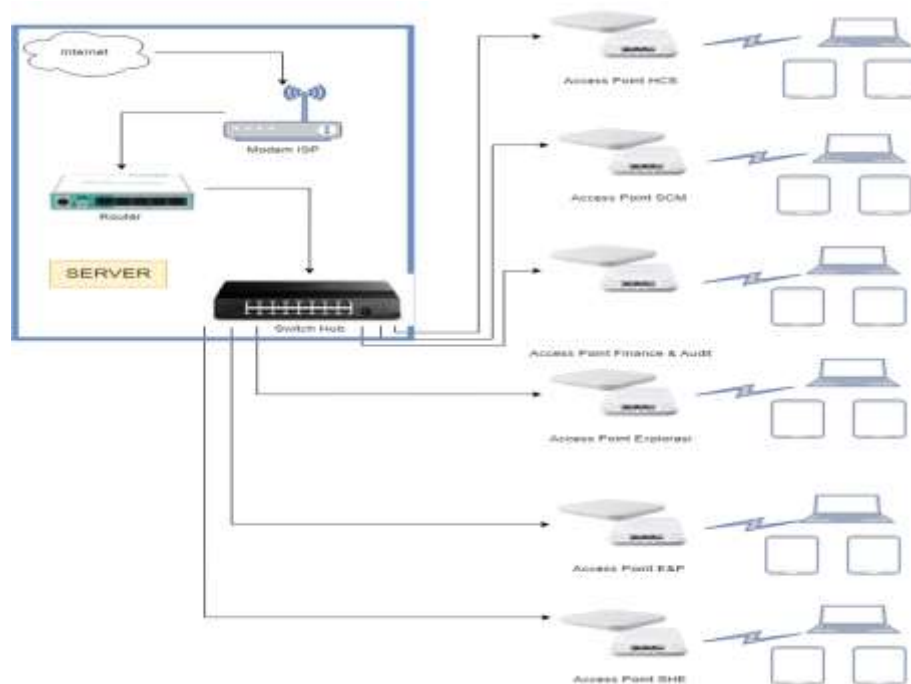 Internet
Modem ISP
Router
SERVER
Switch Hub
Access Point HCS
Access Point SCM
Access Point Finance & Audit
Access Point Explorasi
Access Point E&P
Access Point SHE